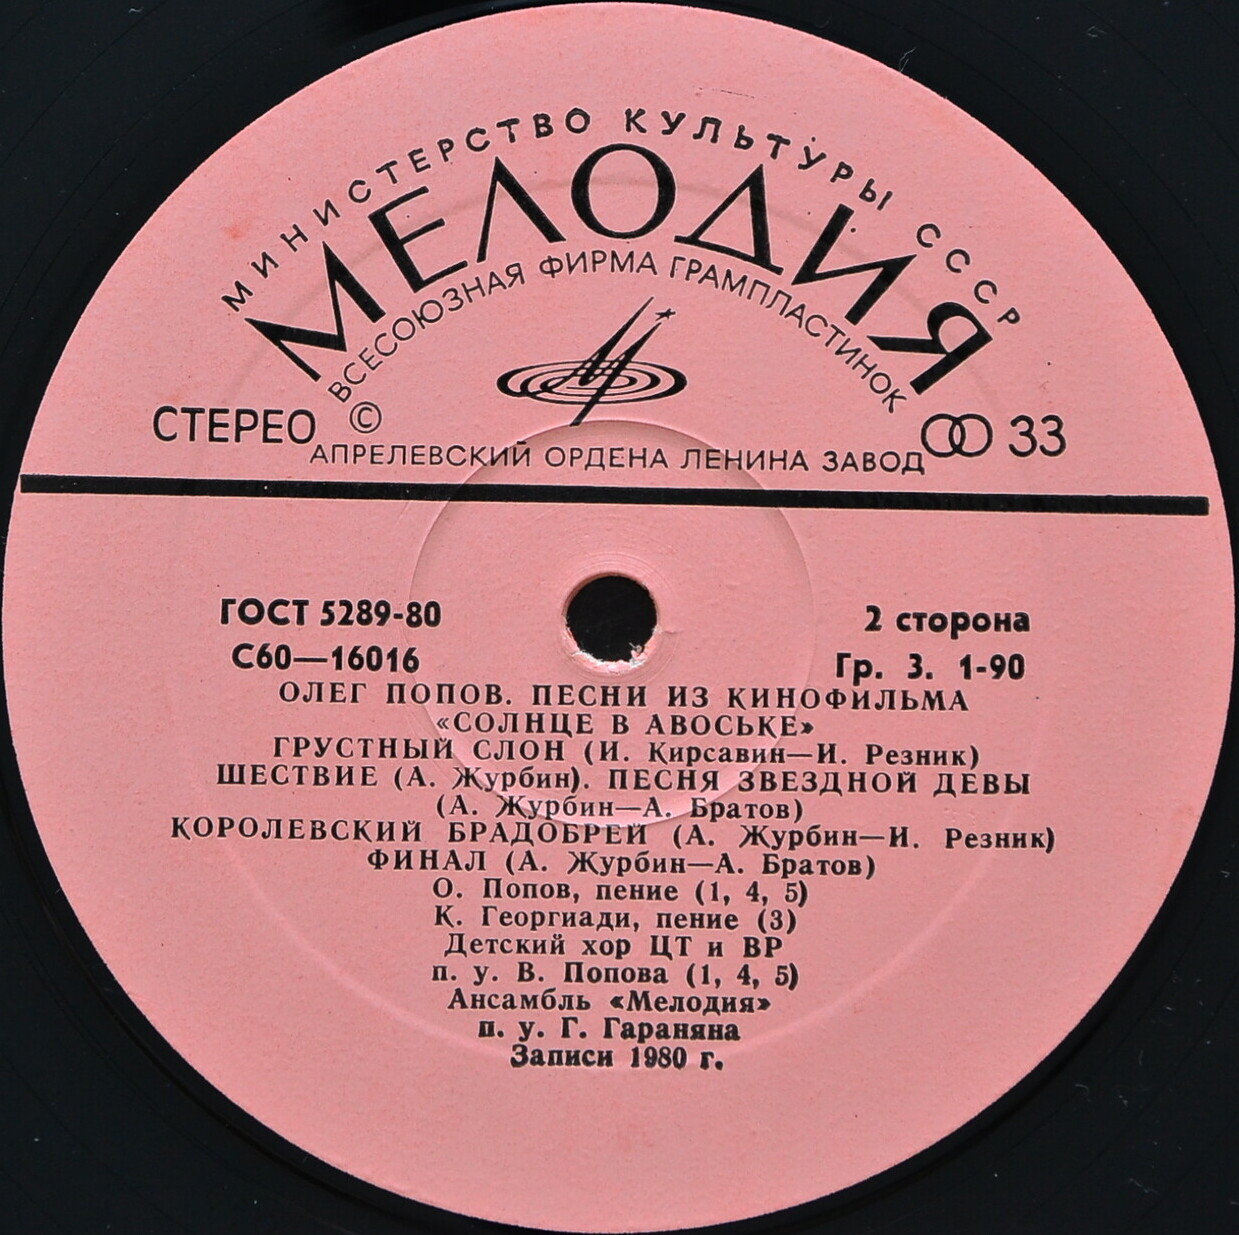 МИНИСТЕРСТВО КУЛЬТУРЫ СССР
МЕЛОДИЯ
ВСЕСОЮЗНАЯ ФИРМА ГРАМПЛАСТИНОК
СТЕРЕО © 33
АПРЕЛЕВСКИЙ ОРДЕНА ЛЕНИНА ЗАВОД
ГОСТ 5289-80 2 сторона
С60—16016 Гр. 3. 1-90
ОЛЕГ ПОПОВ. ПЕСНИ ИЗ КИНОФИЛЬМА
«СОЛНЦЕ В АВОСЬКЕ»
ГРУСТНЫЙ СЛОН (И. Кирсавин—И. Резник)
ШЕСТВИЕ (А. Журбин). ПЕСНЯ ЗВЕЗДНОЙ ДЕВЫ
(А. Журбин—А. Братов)
КОРОЛЕВСКИЙ БРАДОБРЕЙ (А. Журбин—И. Резник)
ФИНАЛ (А. Журбин—А. Братов)
О. Попов, пение (1, 4, 5)
К. Георгиади, пение (3)
Детский хор ЦТ и ВР
п. у. В. Попова (1, 4, 5)
Ансамбль «Мелодия»
п. у. Г. Гараняна
Записи 1980 г.